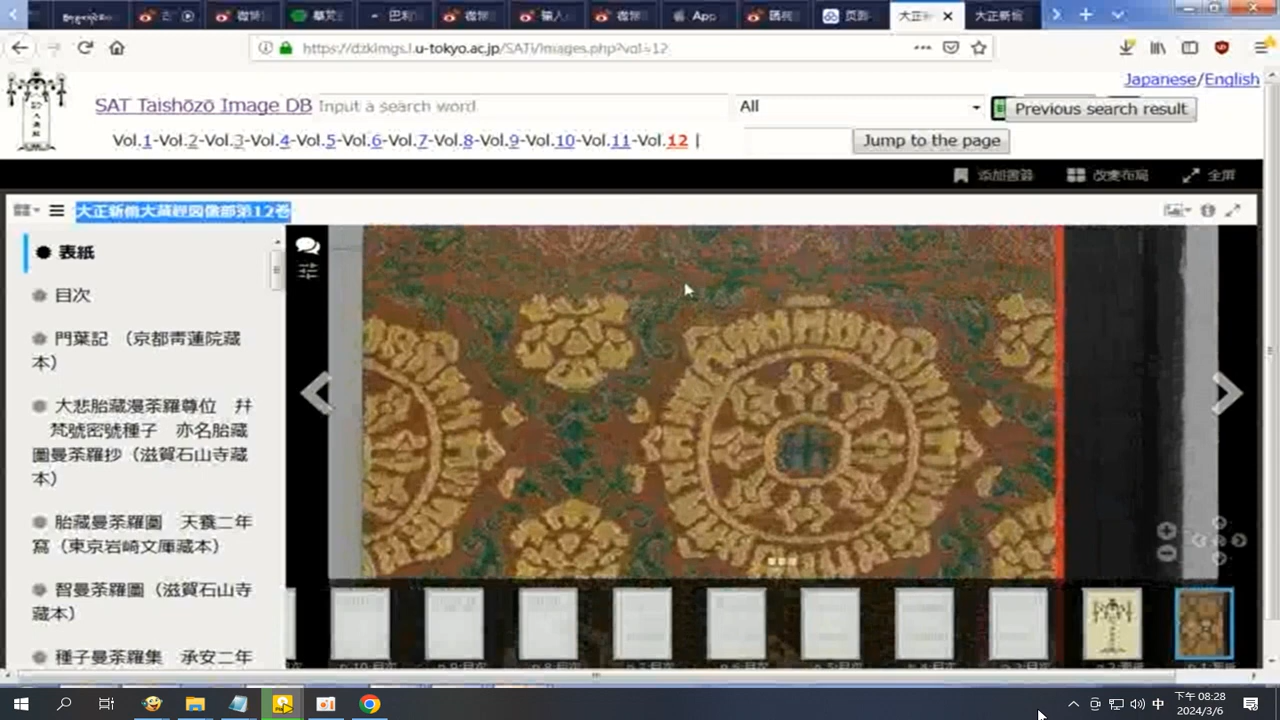 App
https://dzkimgs.l.u-tokyo.ac.jp/SAT/images.php?vol=12
Japanese/English
SAT Taishōzō Image DB
Input a search word
All
Previous search result
Vol.1-Vol.2-Vol.3-Vol.4-Vol.5-Vol.6-Vol.7-Vol.8-Vol.9-Vol.10-Vol.11-Vol.12 |
Jump to the page
添加書籤
改變布局
全屏
大正新脩大藏經図像部第12卷
表紙
目次
門葉記 (京都靑蓮院藏
本)
大悲胎藏漫荼羅尊位 幷
梵號密號種子 亦名胎藏
圖曼荼羅抄(滋賀石山寺藏
本)
胎藏曼荼羅圖 天養二年
寫(東京岩崎文庫藏本)
智曼荼羅圖(滋賀石山寺
藏本)
種子曼荼羅集 承安二年
中
下午 08:28
2024/3/6